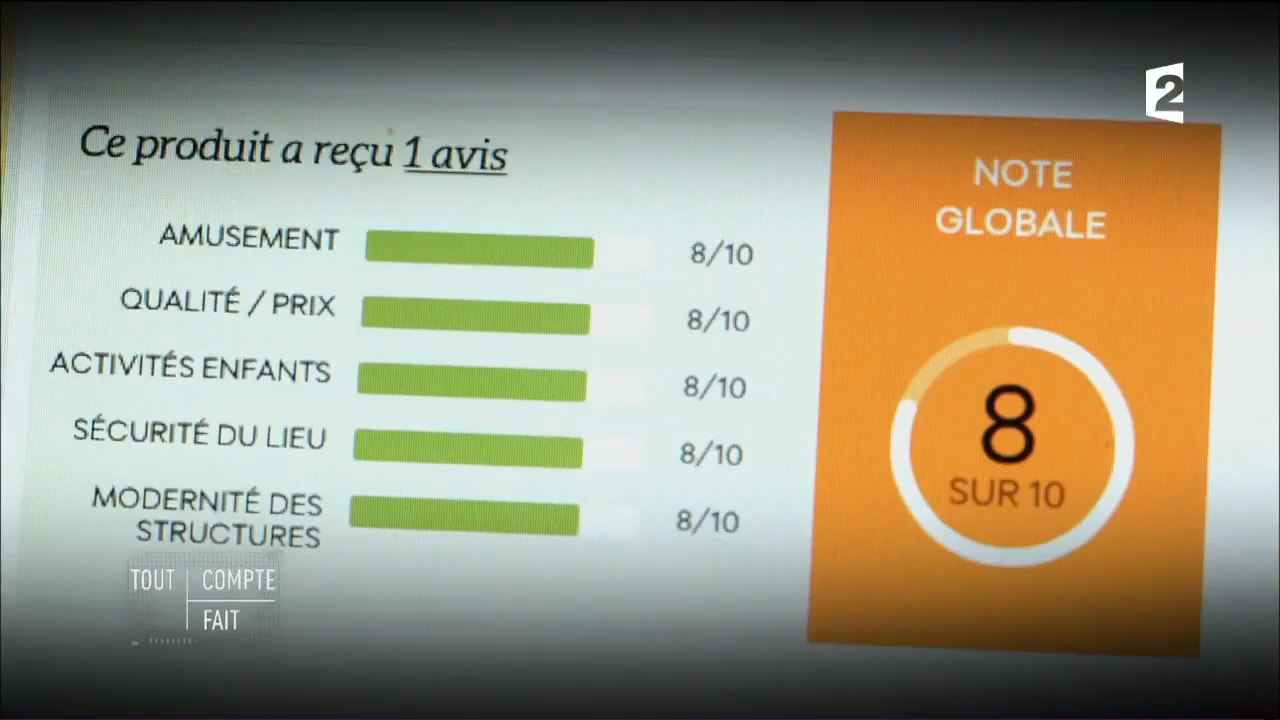 2
Ce produit a reçu 1 avis
AMUSEMENT 8/10
QUALITÉ / PRIX 8/10
ACTIVITÉS ENFANTS 8/10
SÉCURITÉ DU LIEU 8/10
MODERNITÉ DES
STRUCTURES 8/10
NOTE
GLOBALE
8
SUR 10
TOUT COMPTE
FAIT